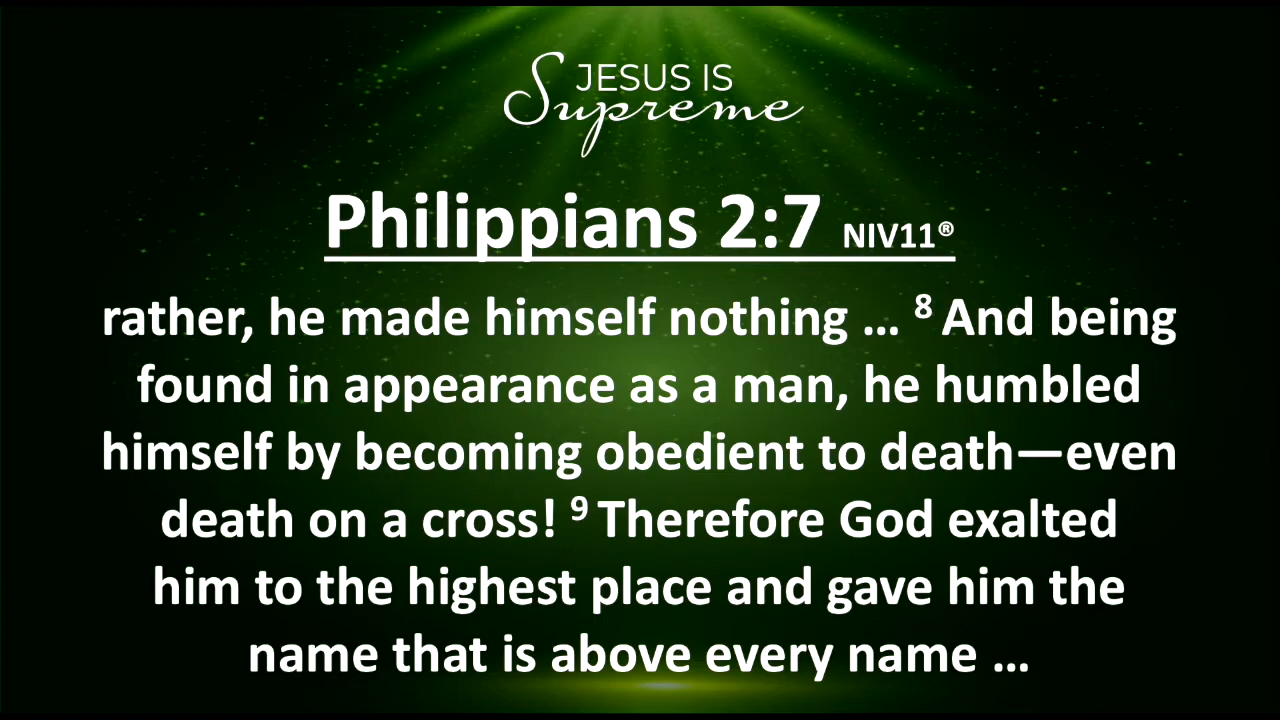 JESUS IS
Supreme
Philippians 2:7 NIV11®
rather, he made himself nothing … ⁸ And being
found in appearance as a man, he humbled
himself by becoming obedient to death—even
death on a cross! ⁹ Therefore God exalted
him to the highest place and gave him the
name that is above every name …